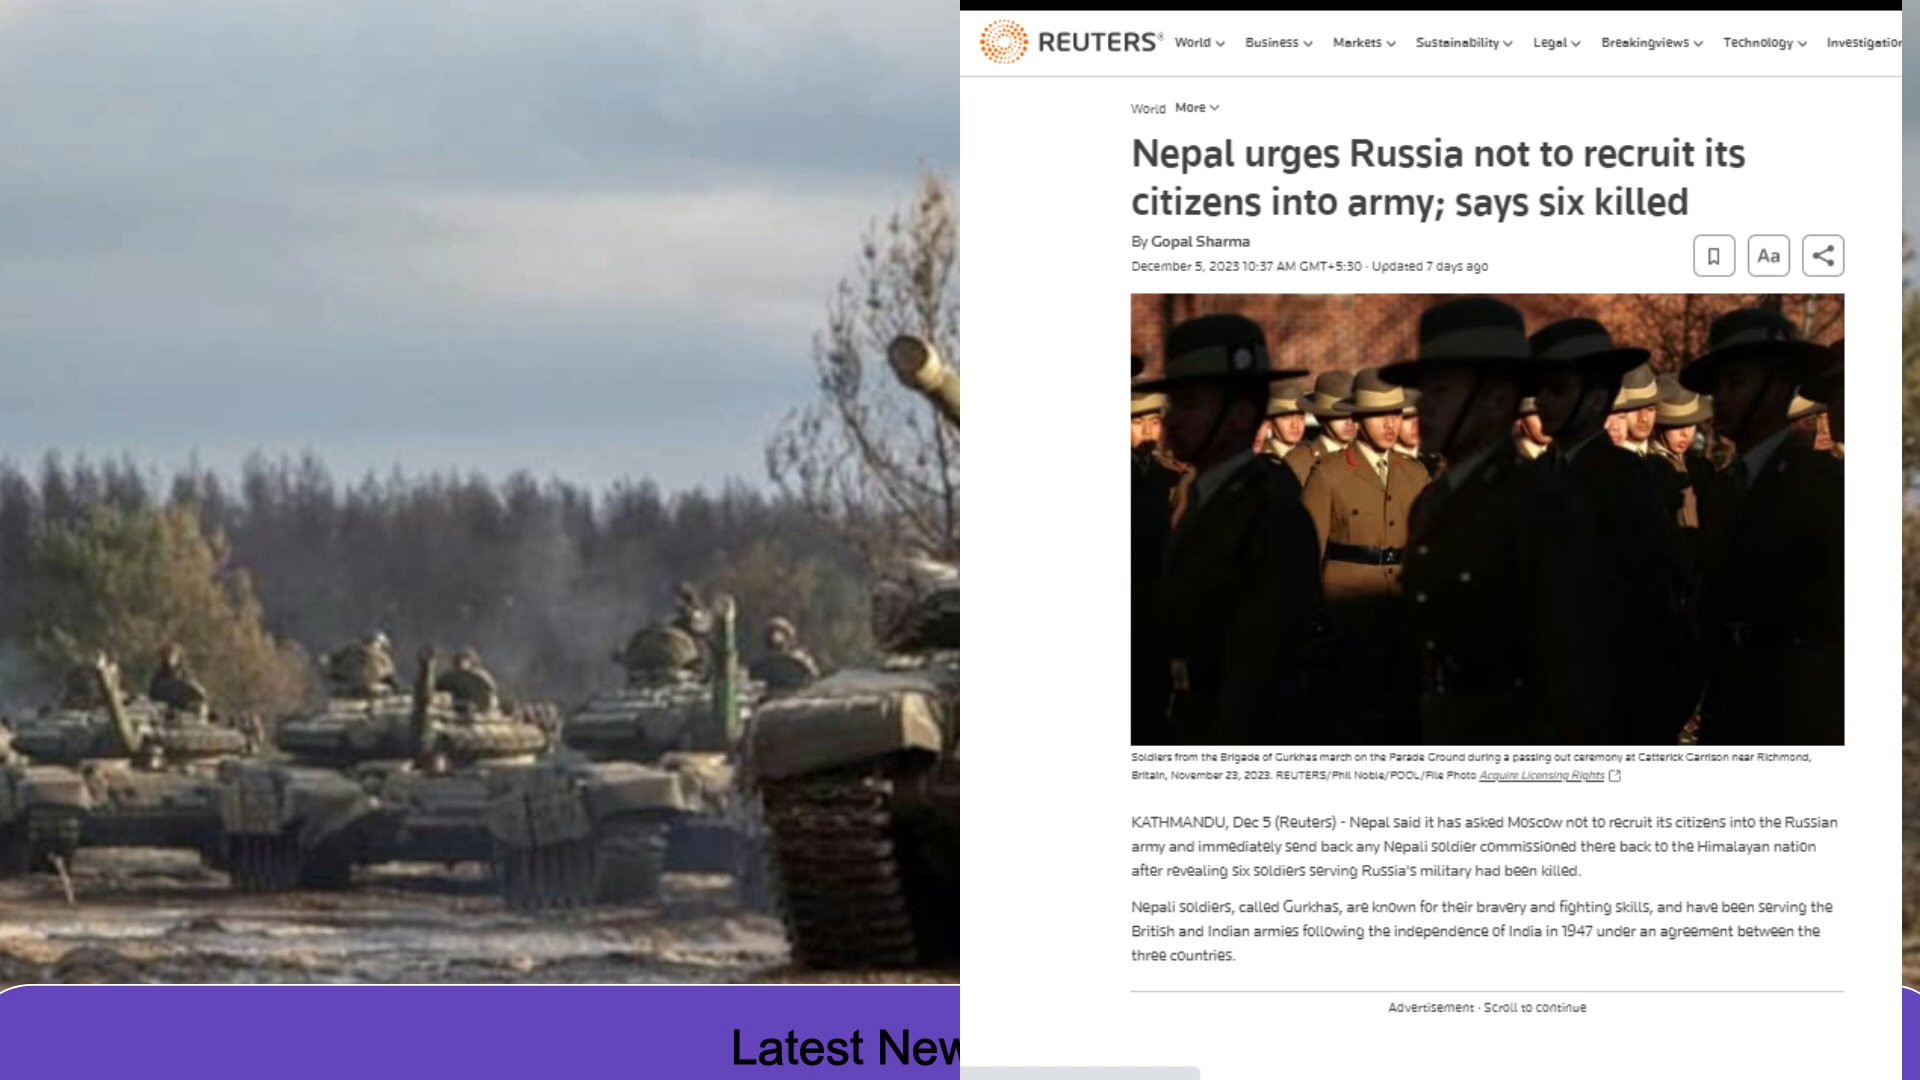 REUTERS®
World Business Markets Sustainability Legal Breakingviews Technology
World More
Nepal urges Russia not to recruit its
citizens into army; says six killed
By Gopal Sharma
December 5, 2023 10:37 AM GMT+5:30 · Updated 7 days ago
Aa
Soldiers from the Brigade of Gurkhas march on the Parade Ground during a passing out ceremony at Catterick Garrison near Richmond,
Britain, November 23, 2023. REUTERS/Phil Noble/POOL/File Photo Acquire Licensing Rights
KATHMANDU, Dec 5 (Reuters) - Nepal said it has asked Moscow not to recruit its citizens into the Russian
army and immediately send back any Nepali soldier commissioned there back to the Himalayan nation
after revealing six soldiers serving Russia's military had been killed.
Nepali soldiers, called Gurkhas, are known for their bravery and fighting skills, and have been serving the
British and Indian armies following the independence of India in 1947 under an agreement between the
three countries.
Advertisement · Scroll to continue
Latest